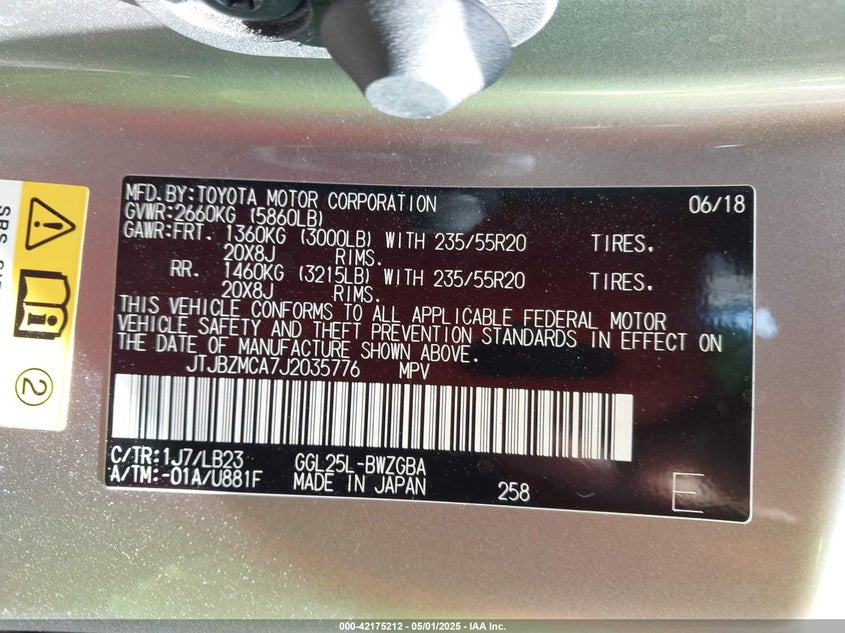 MFD. BY: TOYOTA MOTOR CORPORATION 06/18
GVWR: 2660KG (5860LB)
GAWR: FRT. 1360KG (3000LB) WITH 235/55R20 TIRES.
20X8J RIMS.
RR. 1460KG (3215LB) WITH 235/55R20 TIRES.
20X8J RIMS.
THIS VEHICLE CONFORMS TO ALL APPLICABLE FEDERAL MOTOR
VEHICLE SAFETY AND THEFT PREVENTION STANDARDS IN EFFECT ON
THE DATE OF MANUFACTURE SHOWN ABOVE.
JTJBZMCA7J2035776 MPV
C/TR: 1J7/LB23 GGL25L-BWZGBA
A/TM: -01A/U881F MADE IN JAPAN 258 E
SRS
2
000-42175212 - 05/01/2025 - IAA Inc.